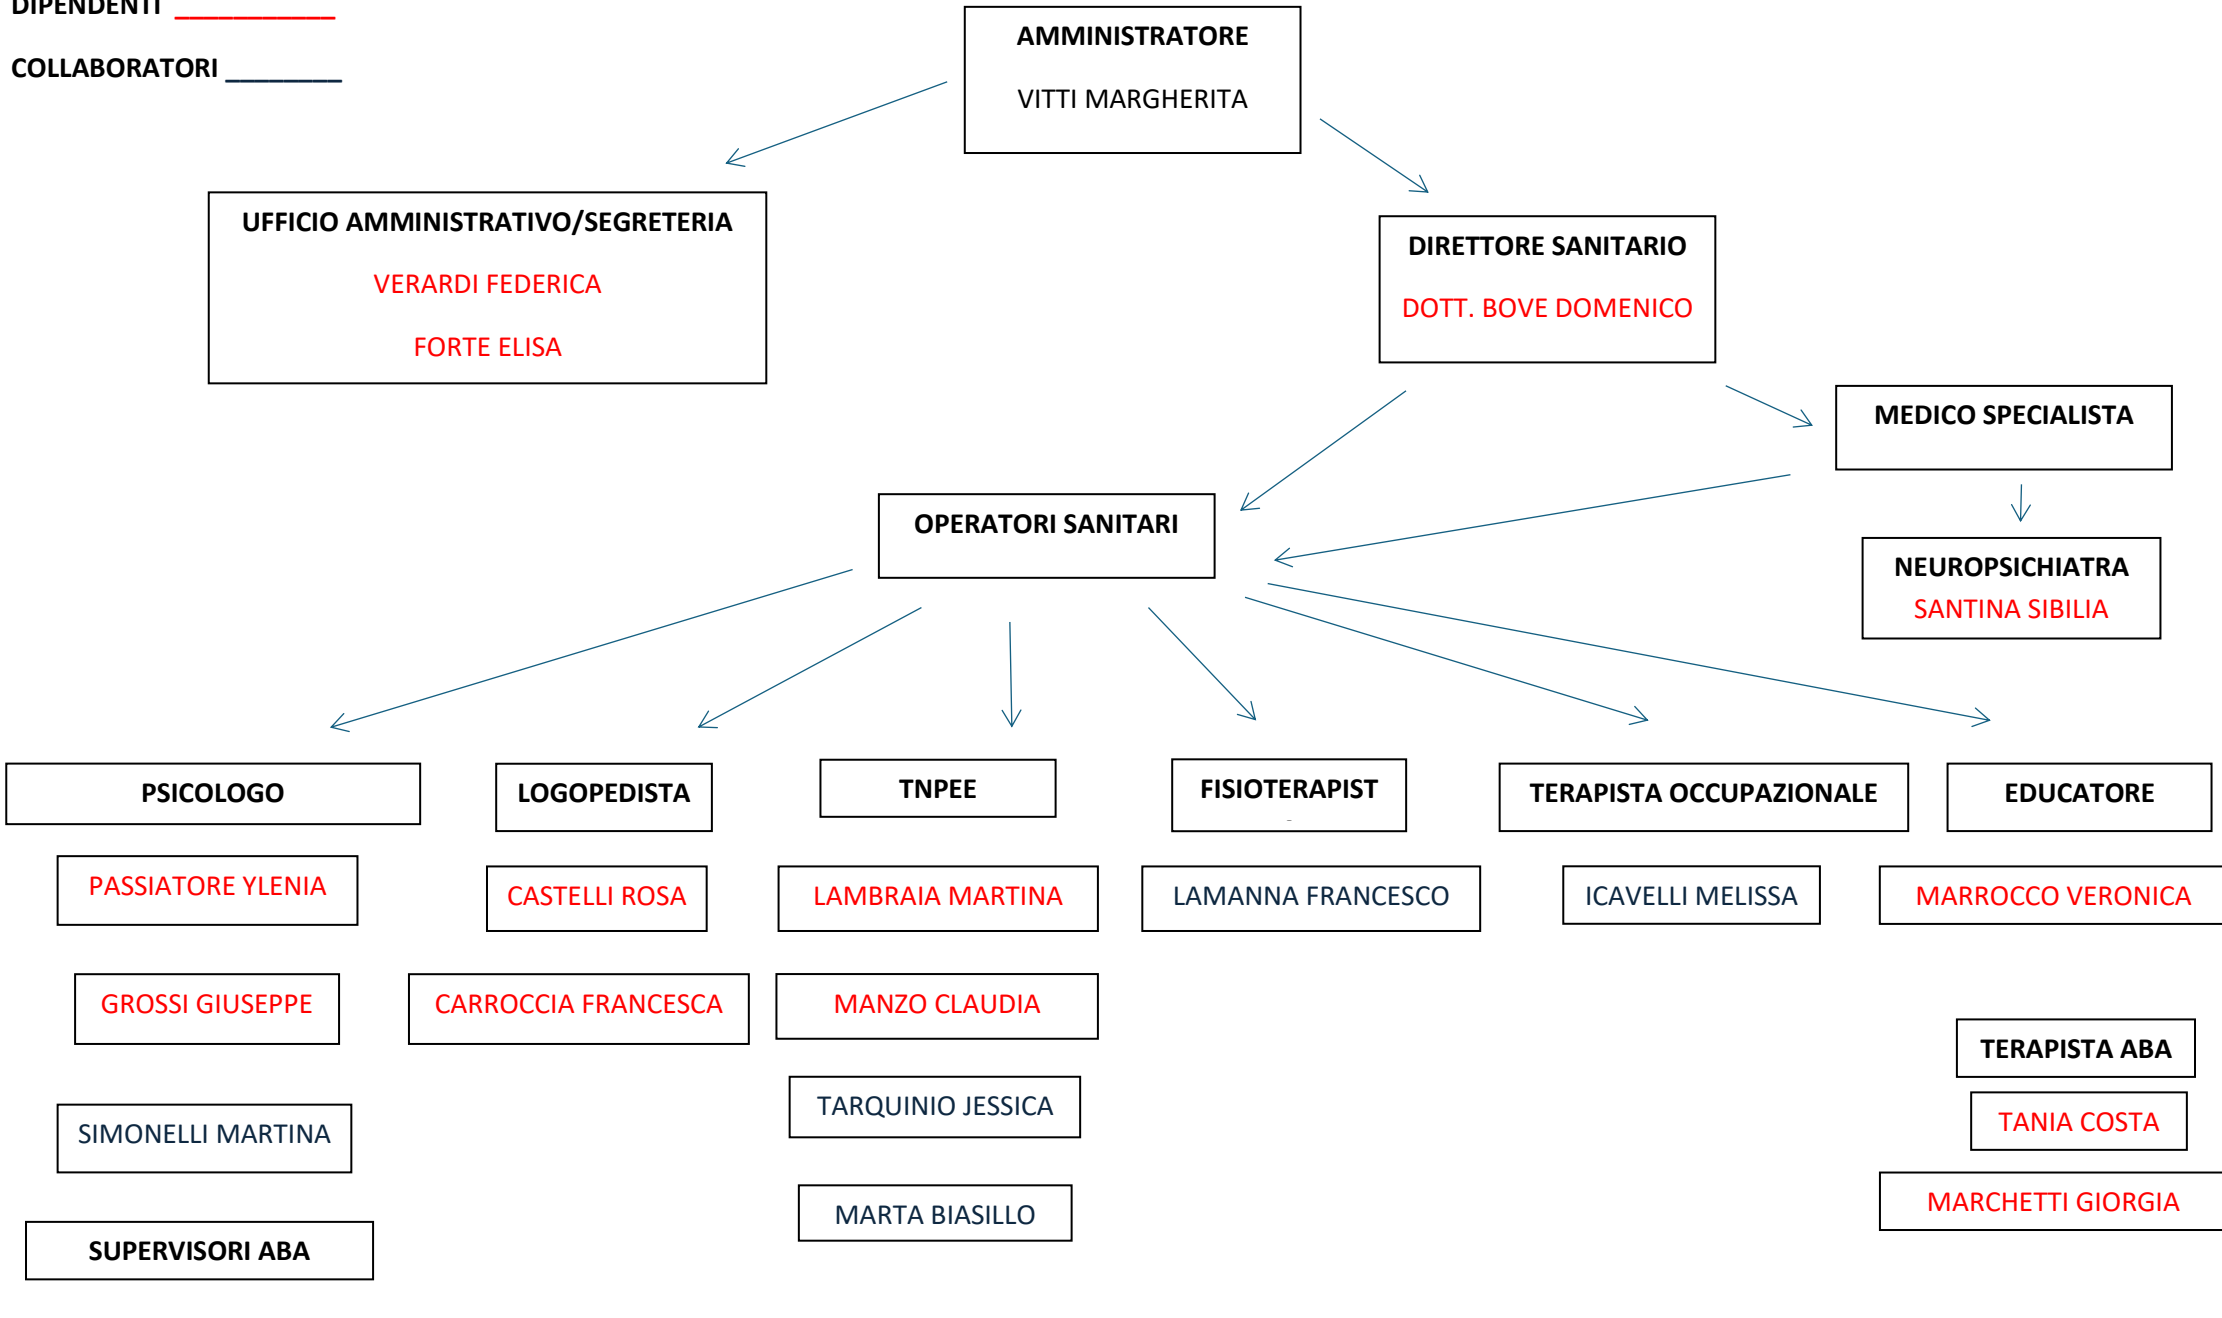 DIPENDENTI ___________
COLLABORATORI ________
AMMINISTRATORE
VITTI MARGHERITA
UFFICIO AMMINISTRATIVO/SEGRETERIA
VERARDI FEDERICA
FORTE ELISA
DIRETTORE SANITARIO
DOTT. BOVE DOMENICO
MEDICO SPECIALISTA
OPERATORI SANITARI
NEUROPSICHIATRA
SANTINA SIBILIA
PSICOLOGO
LOGOPEDISTA
TNPEE
FISIOTERAPIST
TERAPISTA OCCUPAZIONALE
EDUCATORE
PASSIATORE YLENIA
CASTELLI ROSA
LAMBRAIA MARTINA
LAMANNA FRANCESCO
ICAVELLI MELISSA
MARROCCO VERONICA
GROSSI GIUSEPPE
CARROCCIA FRANCESCA
MANZO CLAUDIA
TERAPISTA ABA
TARQUINIO JESSICA
TANIA COSTA
SIMONELLI MARTINA
MARTA BIASILLO
MARCHETTI GIORGIA
SUPERVISORI ABA